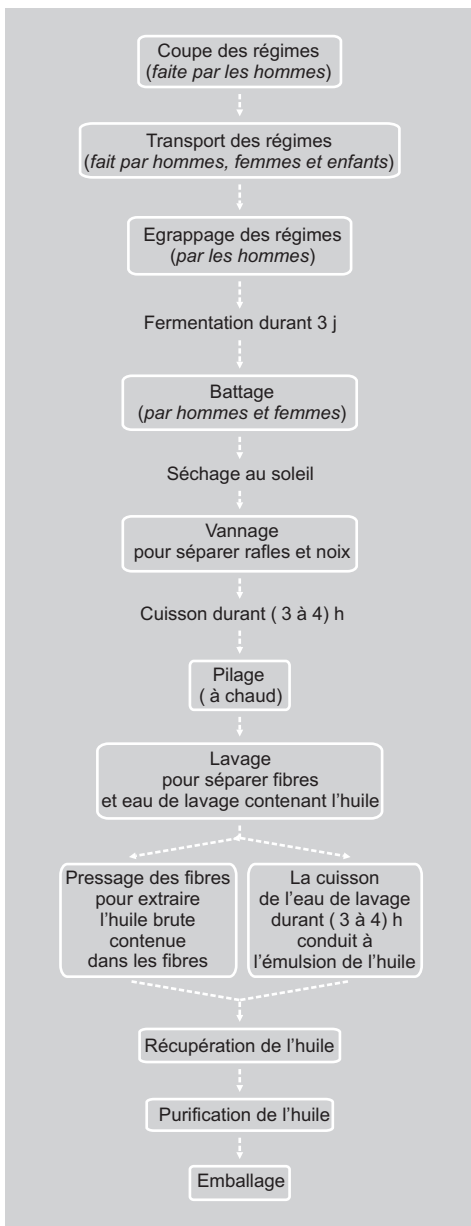 Coupe des régimes
(faite par les hommes)
Transport des régimes
(fait par hommes, femmes et enfants)
Egrappage des régimes
(par les hommes)
Fermentation durant 3 j
Battage
(par hommes et femmes)
Séchage au soleil
Vannage
pour séparer rafles et noix
Cuisson durant ( 3 à 4) h
Pilage
( à chaud)
Lavage
pour séparer fibres
et eau de lavage contenant l’huile
Pressage des fibres
pour extraire
l’huile brute
contenue
dans les fibres
La cuisson
de l’eau de lavage
durant ( 3 à 4) h
conduit à
l’émulsion de l’huile
Récupération de l’huile
Purification de l’huile
Emballage